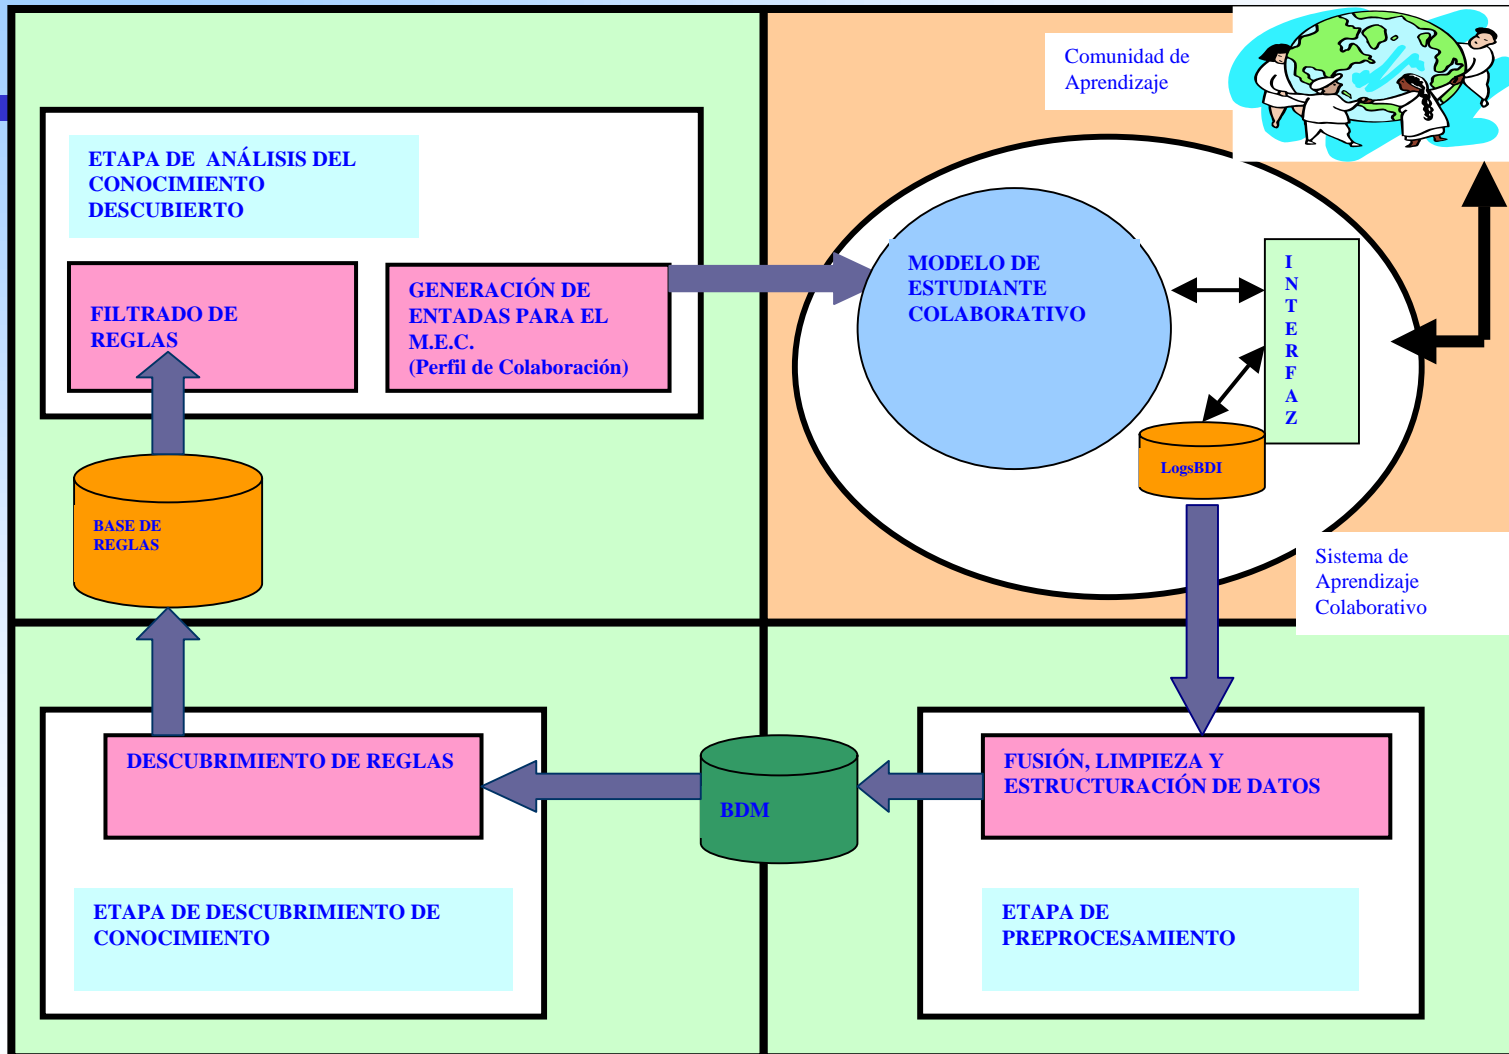 Comunidad de
Aprendizaje
ETAPA DE ANÁLISIS DEL
CONOCIMIENTO
DESCUBIERTO
FILTRADO DE
REGLAS
GENERACIÓN DE
ENTADAS PARA EL
M.E.C.
(Perfil de Colaboración)
MODELO DE
ESTUDIANTE
COLABORATIVO
I
N
T
E
R
F
A
Z
LogsBDI
BASE DE
REGLAS
Sistema de
Aprendizaje
Colaborativo
DESCUBRIMIENTO DE REGLAS
BDM
FUSIÓN, LIMPIEZA Y
ESTRUCTURACIÓN DE DATOS
ETAPA DE DESCUBRIMIENTO DE
CONOCIMIENTO
ETAPA DE
PREPROCESAMIENTO